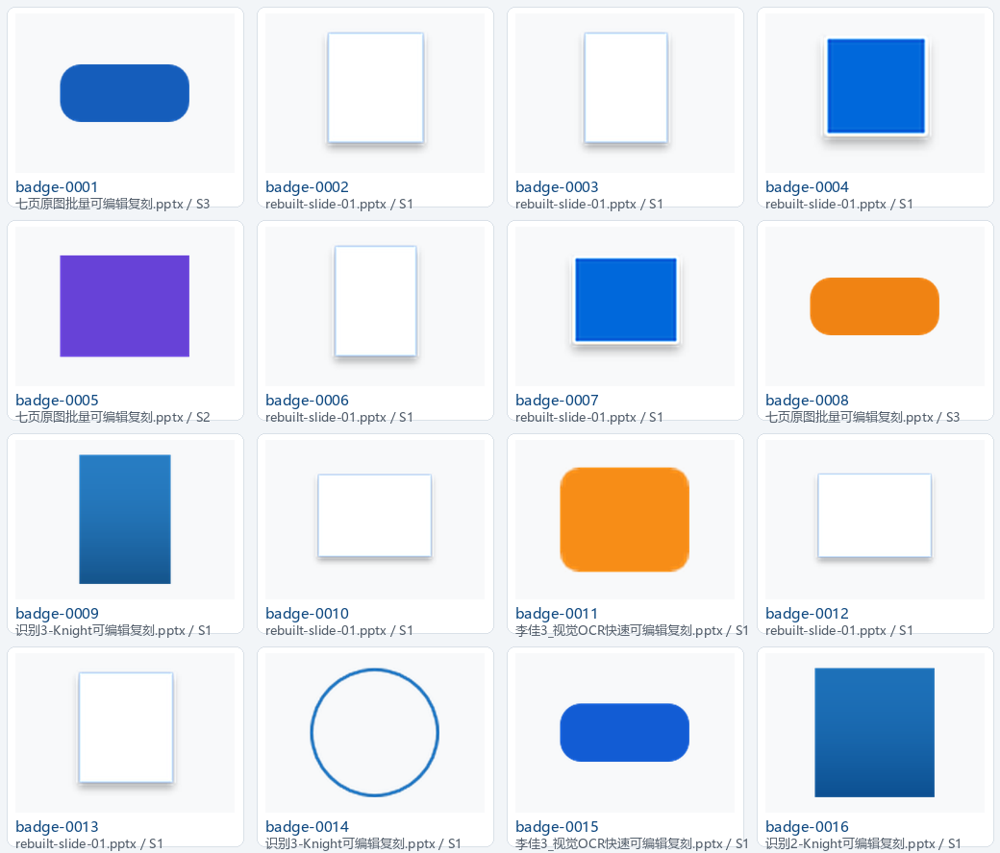 badge-0001
七页原图批量可编辑复刻.pptx / S3
badge-0002
rebuilt-slide-01.pptx / S1
badge-0003
rebuilt-slide-01.pptx / S1
badge-0004
rebuilt-slide-01.pptx / S1
badge-0005
七页原图批量可编辑复刻.pptx / S2
badge-0006
rebuilt-slide-01.pptx / S1
badge-0007
rebuilt-slide-01.pptx / S1
badge-0008
七页原图批量可编辑复刻.pptx / S3
badge-0009
识别3-Knight可编辑复刻.pptx / S1
badge-0010
rebuilt-slide-01.pptx / S1
badge-0011
李佳3_视觉OCR快速可编辑复刻.pptx / S1
badge-0012
rebuilt-slide-01.pptx / S1
badge-0013
rebuilt-slide-01.pptx / S1
badge-0014
识别3-Knight可编辑复刻.pptx / S1
badge-0015
李佳3_视觉OCR快速可编辑复刻.pptx / S1
badge-0016
识别2-Knight可编辑复刻.pptx / S1